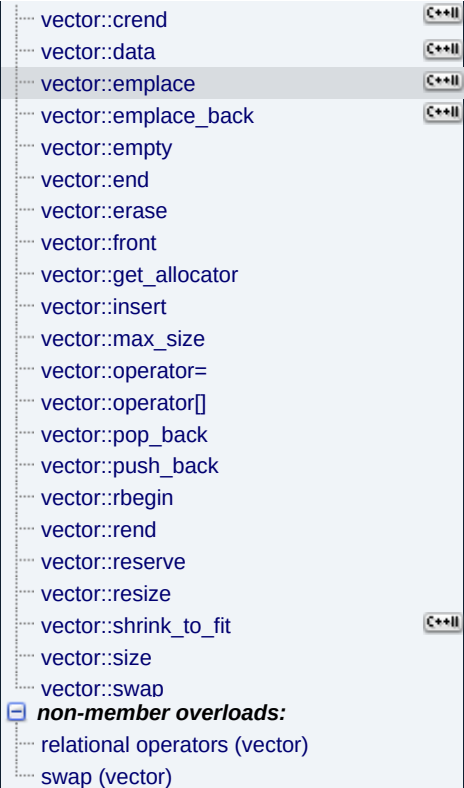 vector::crend C++11
vector::data C++11
vector::emplace C++11
vector::emplace_back C++11
vector::empty
vector::end
vector::erase
vector::front
vector::get_allocator
vector::insert
vector::max_size
vector::operator=
vector::operator[]
vector::pop_back
vector::push_back
vector::rbegin
vector::rend
vector::reserve
vector::resize
vector::shrink_to_fit C++11
vector::size
vector::swap
non-member overloads:
relational operators (vector)
swap (vector)